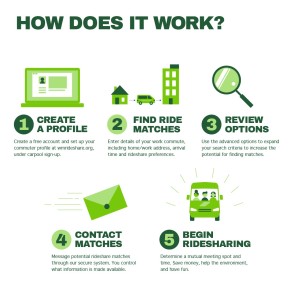 HOW DOES IT WORK?
1 CREATE
A PROFILE
Create a free account and set up your
commuter profile at wnrideshare.org,
under carpool sign-up.
2 FIND RIDE
MATCHES
Enter details of your work commute,
including home/work address, arrival
time and rideshare preferences.
3 REVIEW
OPTIONS
Use the advanced options to expand
your search criteria to increase the
potential for finding matches.
4 CONTACT
MATCHES
Message potential rideshare matches
through our secure system. You control
what information is made available.
5 BEGIN
RIDESHARING
Determine a mutual meeting spot and
time. Save money, help the environment,
and have fun.